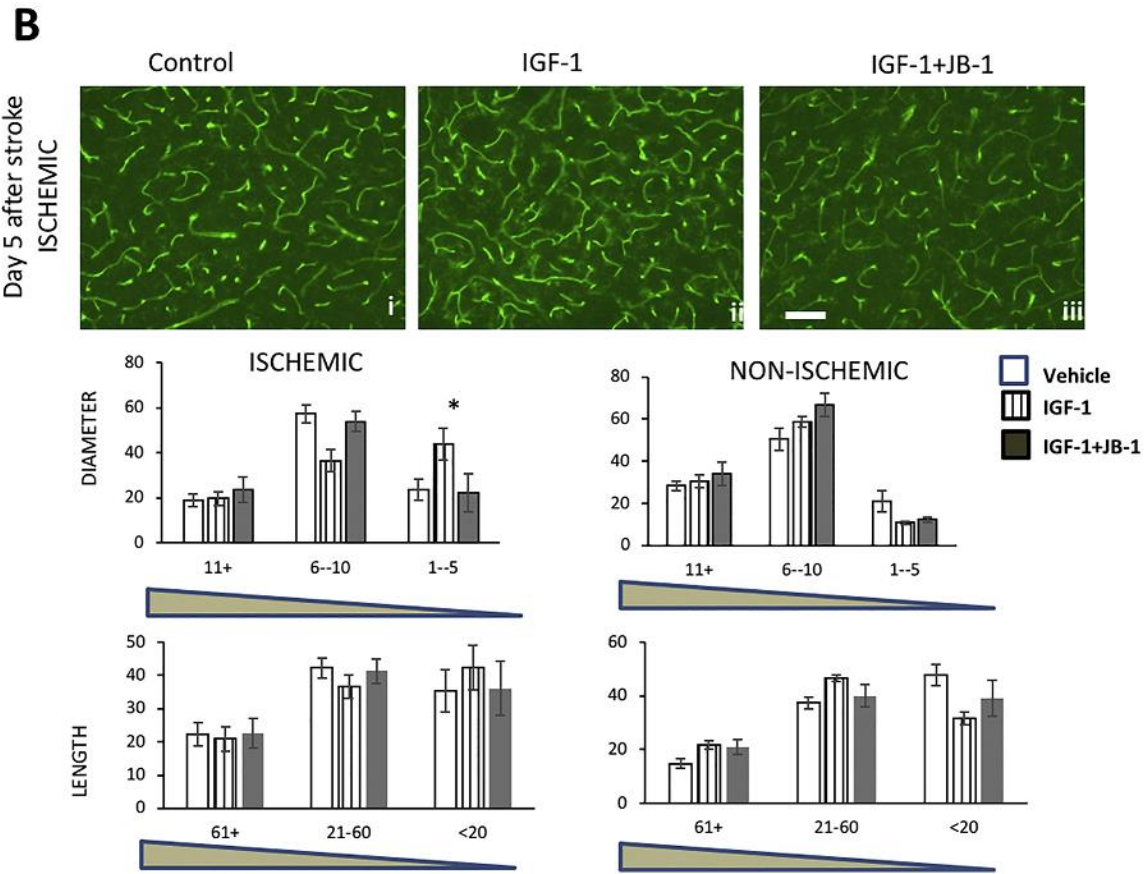 B
Control
IGF-1
IGF-1+JB-1
Day 5 after stroke
ISCHEMIC
i
ii
iii
ISCHEMIC
DIAMETER
80
60
40
20
0
*
11+
6--10
1--5
NON-ISCHEMIC
80
60
40
20
0
11+
6--10
1--5
Vehicle
IGF-1
IGF-1+JB-1
LENGTH
50
40
30
20
10
0
61+
21-60
<20
60
40
20
0
61+
21-60
<20